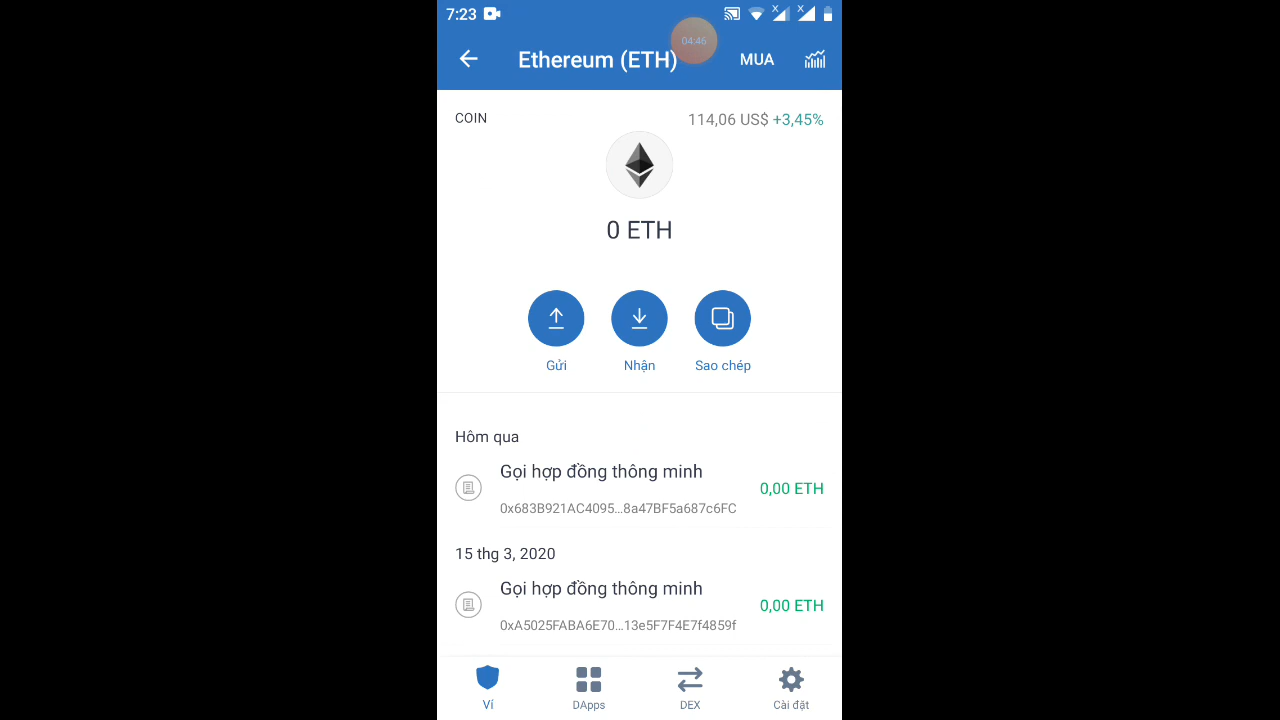 7:23
04:46
Ethereum (ETH)
MUA
COIN
114,06 US$ +3,45%
0 ETH
Gửi
Nhận
Sao chép
Hôm qua
Gọi hợp đồng thông minh
0,00 ETH
0x683B921AC4095...8a47BF5a687c6FC
15 thg 3, 2020
Gọi hợp đồng thông minh
0,00 ETH
0xA5025FABA6E70...13e5F7F4E7f4859f
Ví
DApps
DEX
Cài đặt